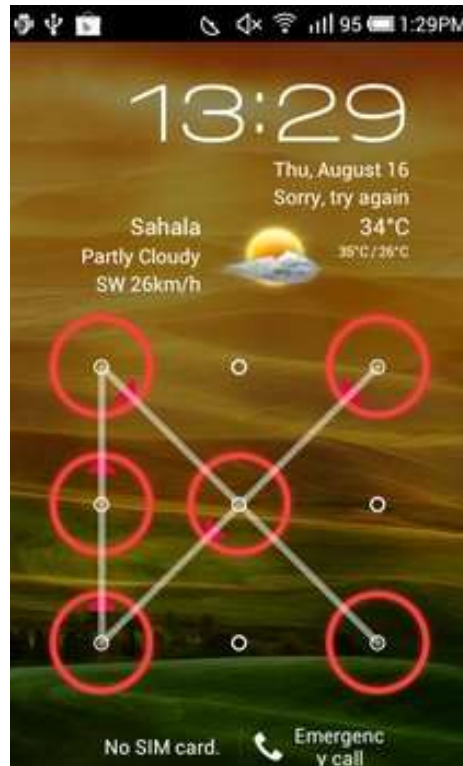 95 1:29PM
13:29
Thu, August 16
Sorry, try again
34°C
35°C / 26°C
Sahala
Partly Cloudy
SW 26km/h
No SIM card.
Emergenc
y call